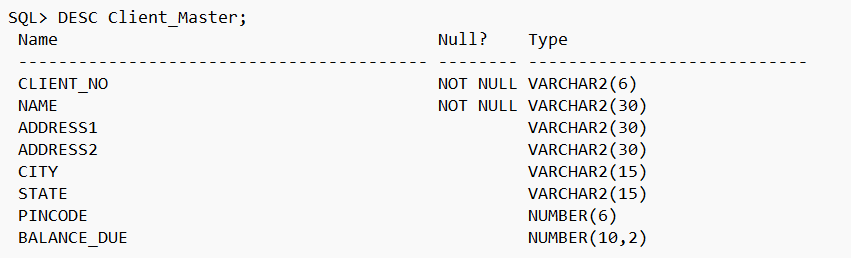 SQL> DESC Client_Master;
Name Null? Type
----------------------------------------- -------- ----------------------------
CLIENT_NO NOT NULL VARCHAR2(6)
NAME NOT NULL VARCHAR2(30)
ADDRESS1 VARCHAR2(30)
ADDRESS2 VARCHAR2(30)
CITY VARCHAR2(15)
STATE VARCHAR2(15)
PINCODE NUMBER(6)
BALANCE_DUE NUMBER(10,2)